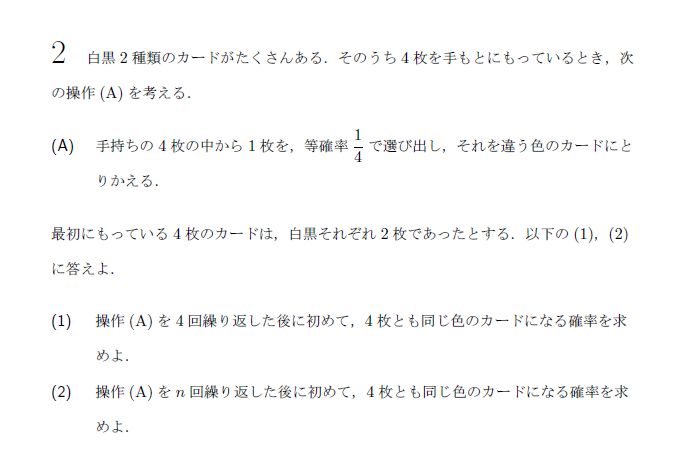 2 白黒2種類のカードがたくさんある．そのうち4枚を手もとにもっているとき，次
の操作 (A) を考える．
(A) 手持ちの4枚の中から1枚を，等確率 1/4 で選び出し，それを違う色のカードにと
りかえる．
最初にもっている4枚のカードは，白黒それぞれ2枚であったとする．以下の (1)，(2)
に答えよ．
(1) 操作 (A) を4回繰り返した後に初めて，4枚とも同じ色のカードになる確率を求
めよ．
(2) 操作 (A) を n 回繰り返した後に初めて，4枚とも同じ色のカードになる確率を求
めよ．